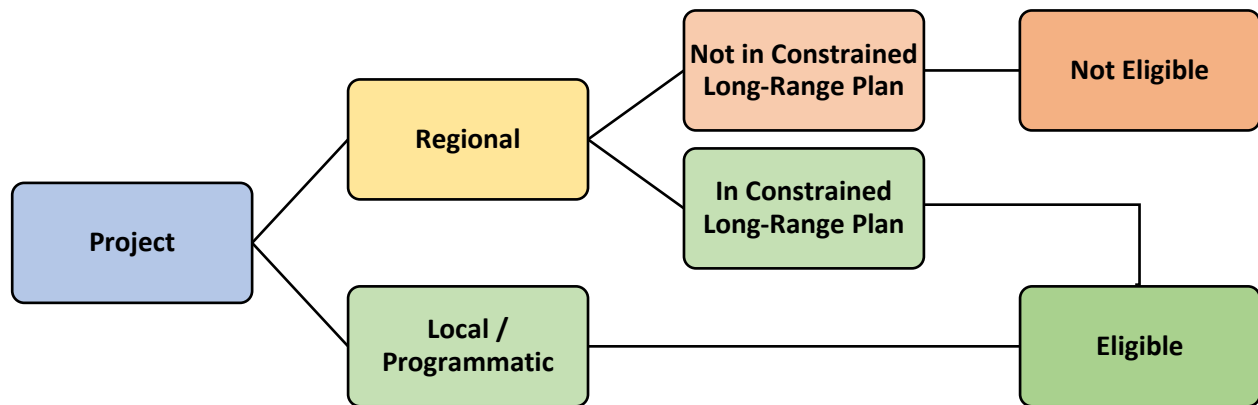 Not in Constrained
Long-Range Plan
Not Eligible
Regional
In Constrained
Long-Range Plan
Project
Local /
Programmatic
Eligible